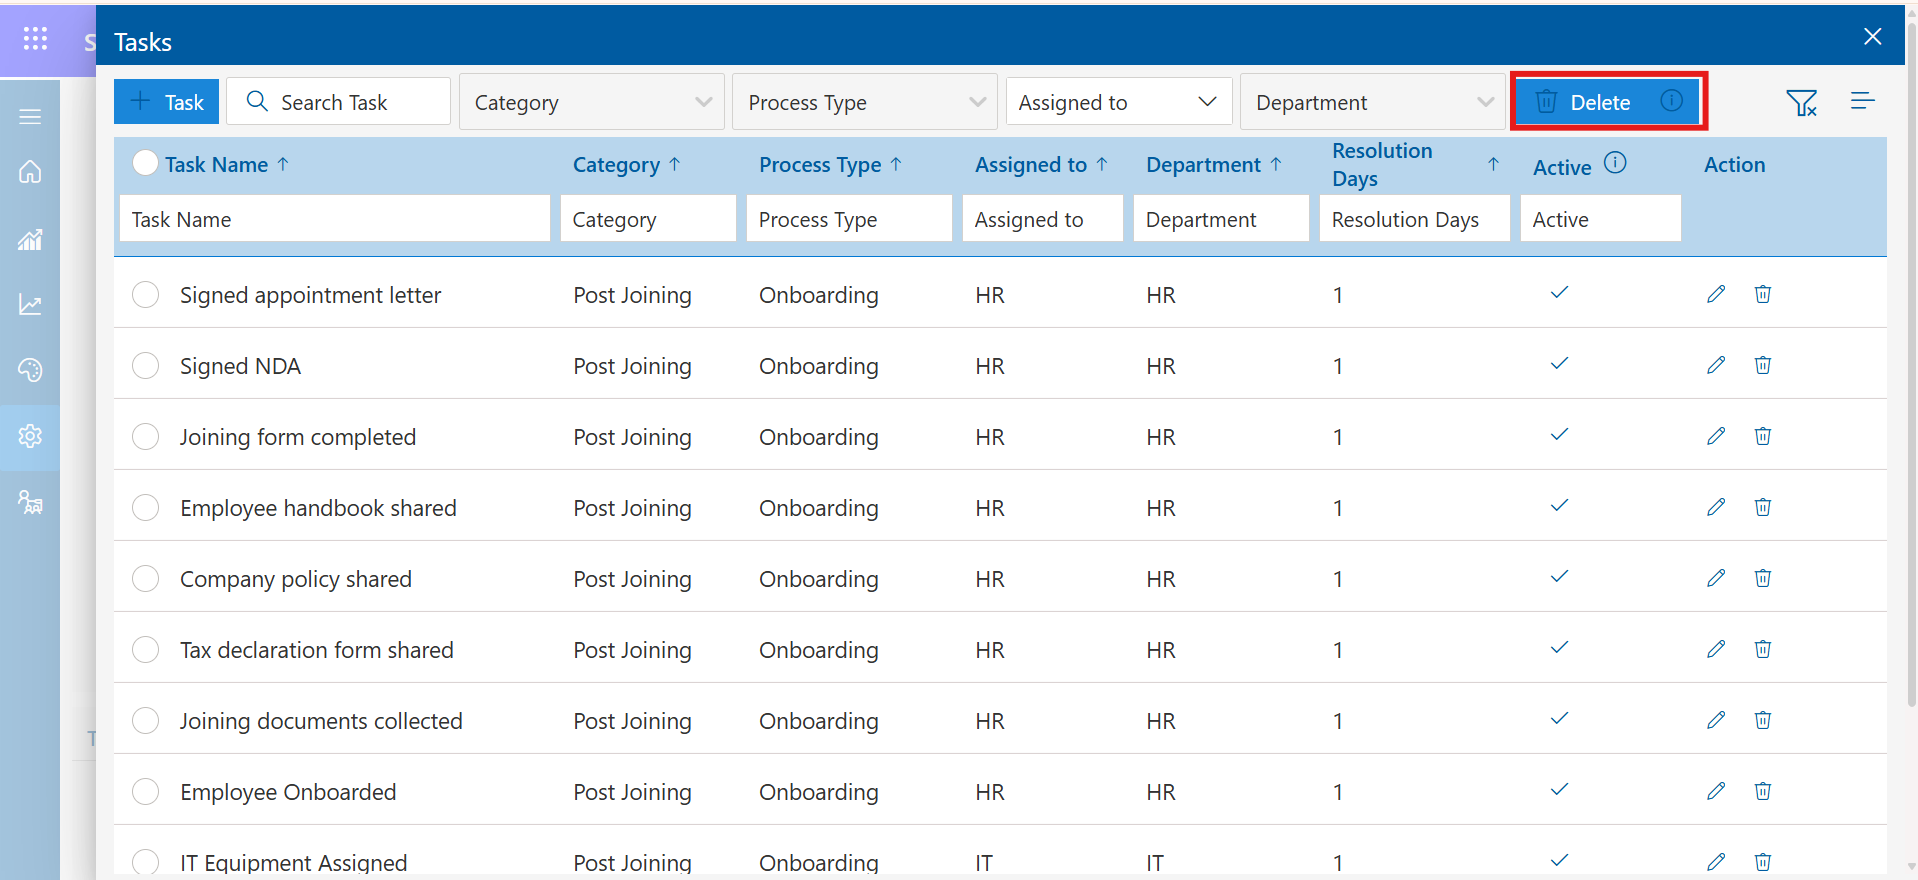 S
Tasks
Task
Search Task
Category
Process Type
Assigned to
Department
Delete
Task Name
Category
Process Type
Assigned to
Department
Resolution
Days
Active
Action
Task Name
Category
Process Type
Assigned to
Department
Resolution Days
Active
Signed appointment letter Post Joining Onboarding HR HR 1
Signed NDA Post Joining Onboarding HR HR 1
Joining form completed Post Joining Onboarding HR HR 1
Employee handbook shared Post Joining Onboarding HR HR 1
Company policy shared Post Joining Onboarding HR HR 1
Tax declaration form shared Post Joining Onboarding HR HR 1
Joining documents collected Post Joining Onboarding HR HR 1
T
Employee Onboarded Post Joining Onboarding HR HR 1
IT Equipment Assigned Post Joining Onboarding IT IT 1